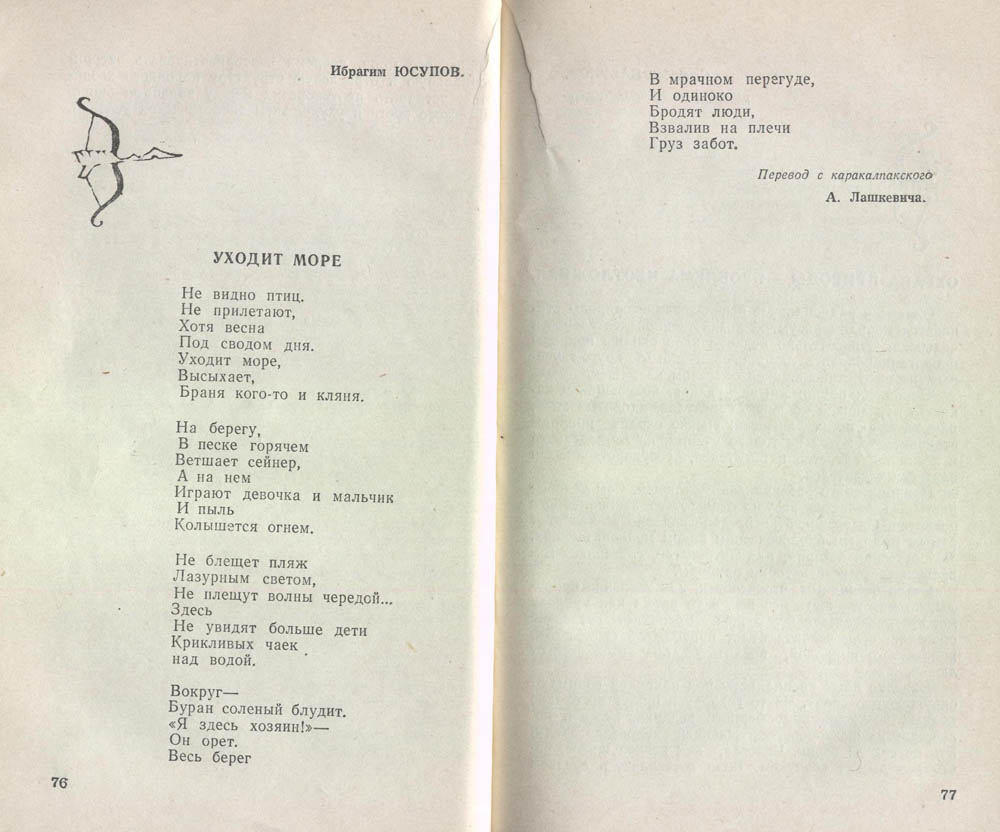 Ибрагим ЮСУПОВ.
УХОДИТ МОРЕ
Не видно птиц.
Не прилетают,
Хотя весна
Под сводом дня.
Уходит море,
Высыхает,
Браня кого-то и кляня.
На берегу,
В песке горячем
Ветшает сейнер,
А на нем
Играют девочка и мальчик
И пыль
Колышется огнем.
Не блещет пляж
Лазурным светом,
Не плещут волны чередой...
Здесь
Не увидят больше дети
Крикливых чаек
над водой.
Вокруг—
Буран соленый блудит.
«Я здесь хозяин!»—
Он орет.
Весь берег
76
В мрачном перегуде,
И одиноко
Бродят люди,
Взвалив на плечи
Груз забот.
Перевод с каракалпакского
А. Лашкевича.
77